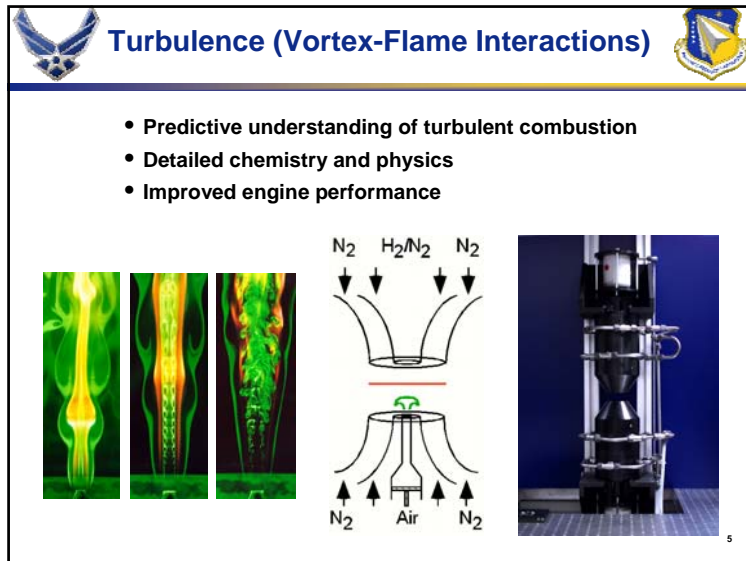 Turbulence (Vortex-Flame Interactions)
• Predictive understanding of turbulent combustion
• Detailed chemistry and physics
• Improved engine performance
N₂ H₂/N₂ N₂
N₂ Air N₂
5